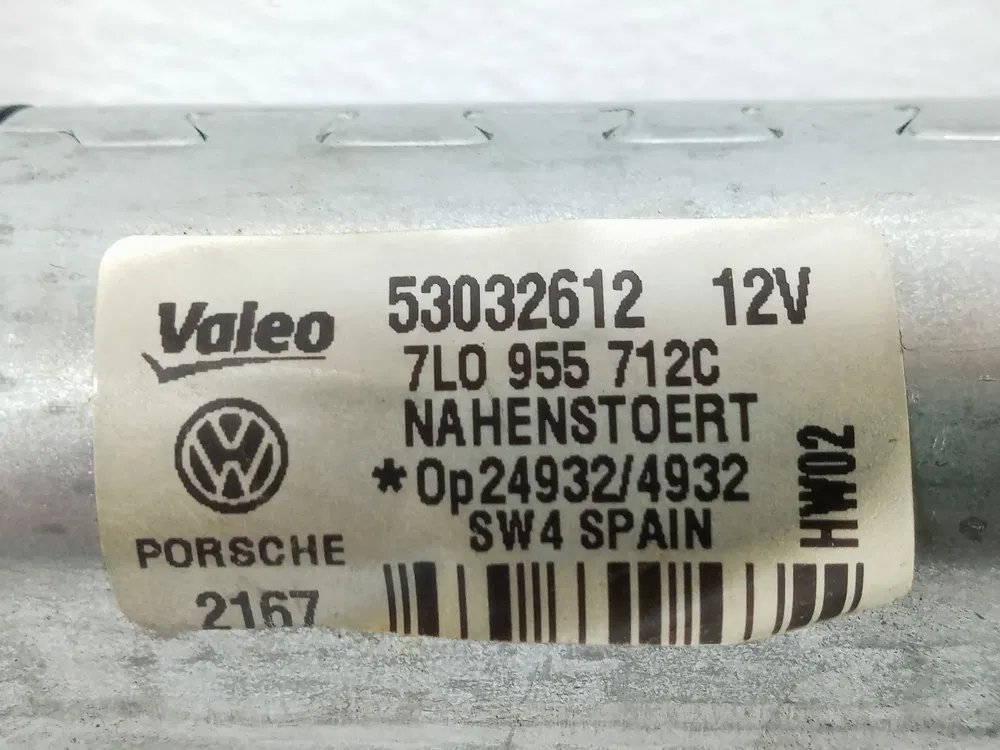 Valeo
53032612 12V
7L0 955 712C
NAHENSTOERT
*Op24932/4932
SW4 SPAIN
HW02
PORSCHE
2167